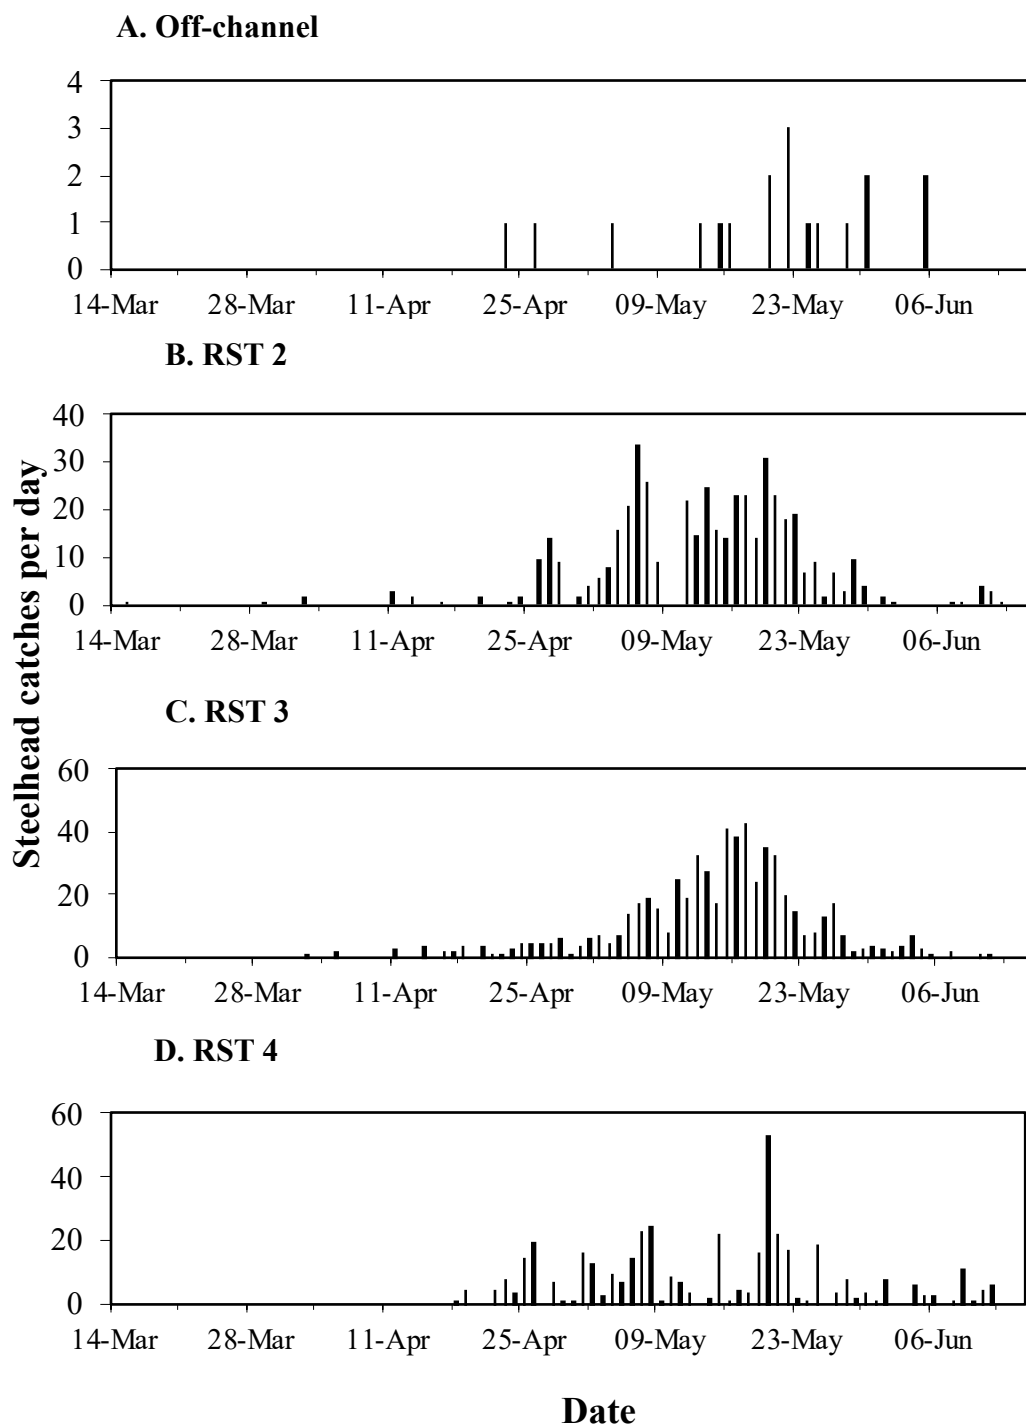 A. Off-channel
4
3
2
1
0
14-Mar 28-Mar 11-Apr 25-Apr 09-May 23-May 06-Jun
B. RST 2
40
30
20
10
0
14-Mar 28-Mar 11-Apr 25-Apr 09-May 23-May 06-Jun
Steelhead catches per day
C. RST 3
60
40
20
0
14-Mar 28-Mar 11-Apr 25-Apr 09-May 23-May 06-Jun
D. RST 4
60
40
20
0
14-Mar 28-Mar 11-Apr 25-Apr 09-May 23-May 06-Jun
Date